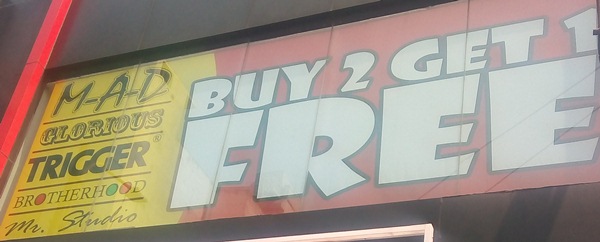 M-A-D
GLORIOUS
TRIGGER®
BROTHERHOOD
Mr. Studio
BUY 2 GET 1
FREE